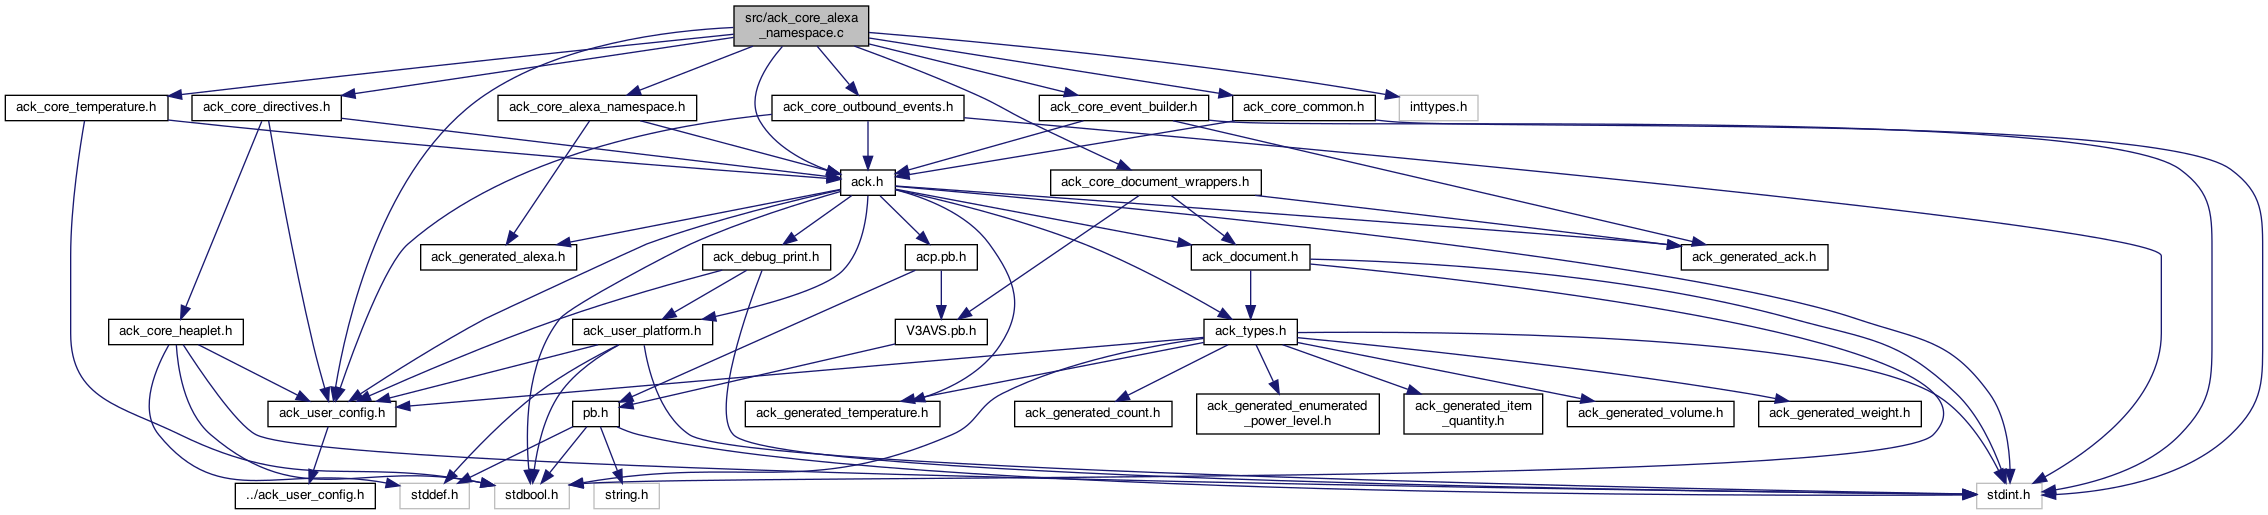 src/ack_core_alexa
_namespace.c
ack_core_temperature.h
ack_core_directives.h
ack_core_alexa_namespace.h
ack_core_outbound_events.h
ack_core_event_builder.h
ack_core_common.h
inttypes.h
ack.h
ack_core_document_wrappers.h
ack_generated_alexa.h
ack_debug_print.h
acp.pb.h
ack_document.h
ack_generated_ack.h
ack_core_heaplet.h
ack_user_platform.h
V3AVS.pb.h
ack_types.h
ack_user_config.h
pb.h
ack_generated_temperature.h
ack_generated_count.h
ack_generated_enumerated
_power_level.h
ack_generated_item
_quantity.h
ack_generated_volume.h
ack_generated_weight.h
../ack_user_config.h
stddef.h
stdbool.h
string.h
stdint.h